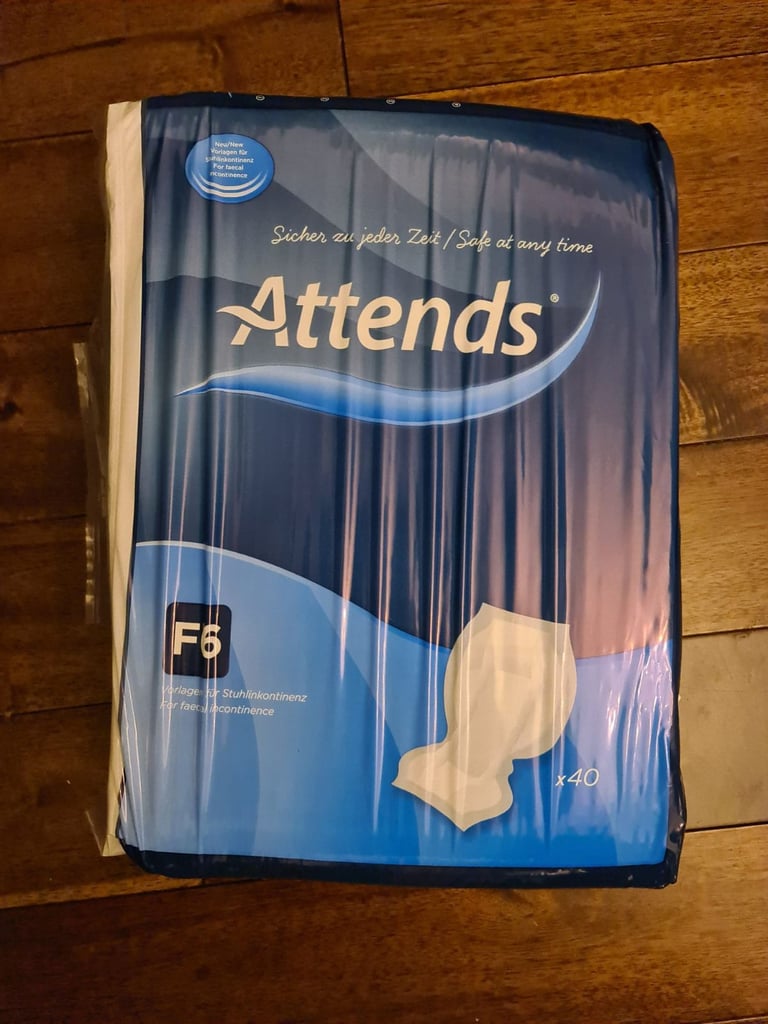 Neu/New
Vorlagen für
Stuhlinkontinenz
For faecal
incontinence
Sicher zu jeder Zeit / Safe at any time
Attends®
F6
Vorlagen für Stuhlinkontinenz
For faecal incontinence
x40